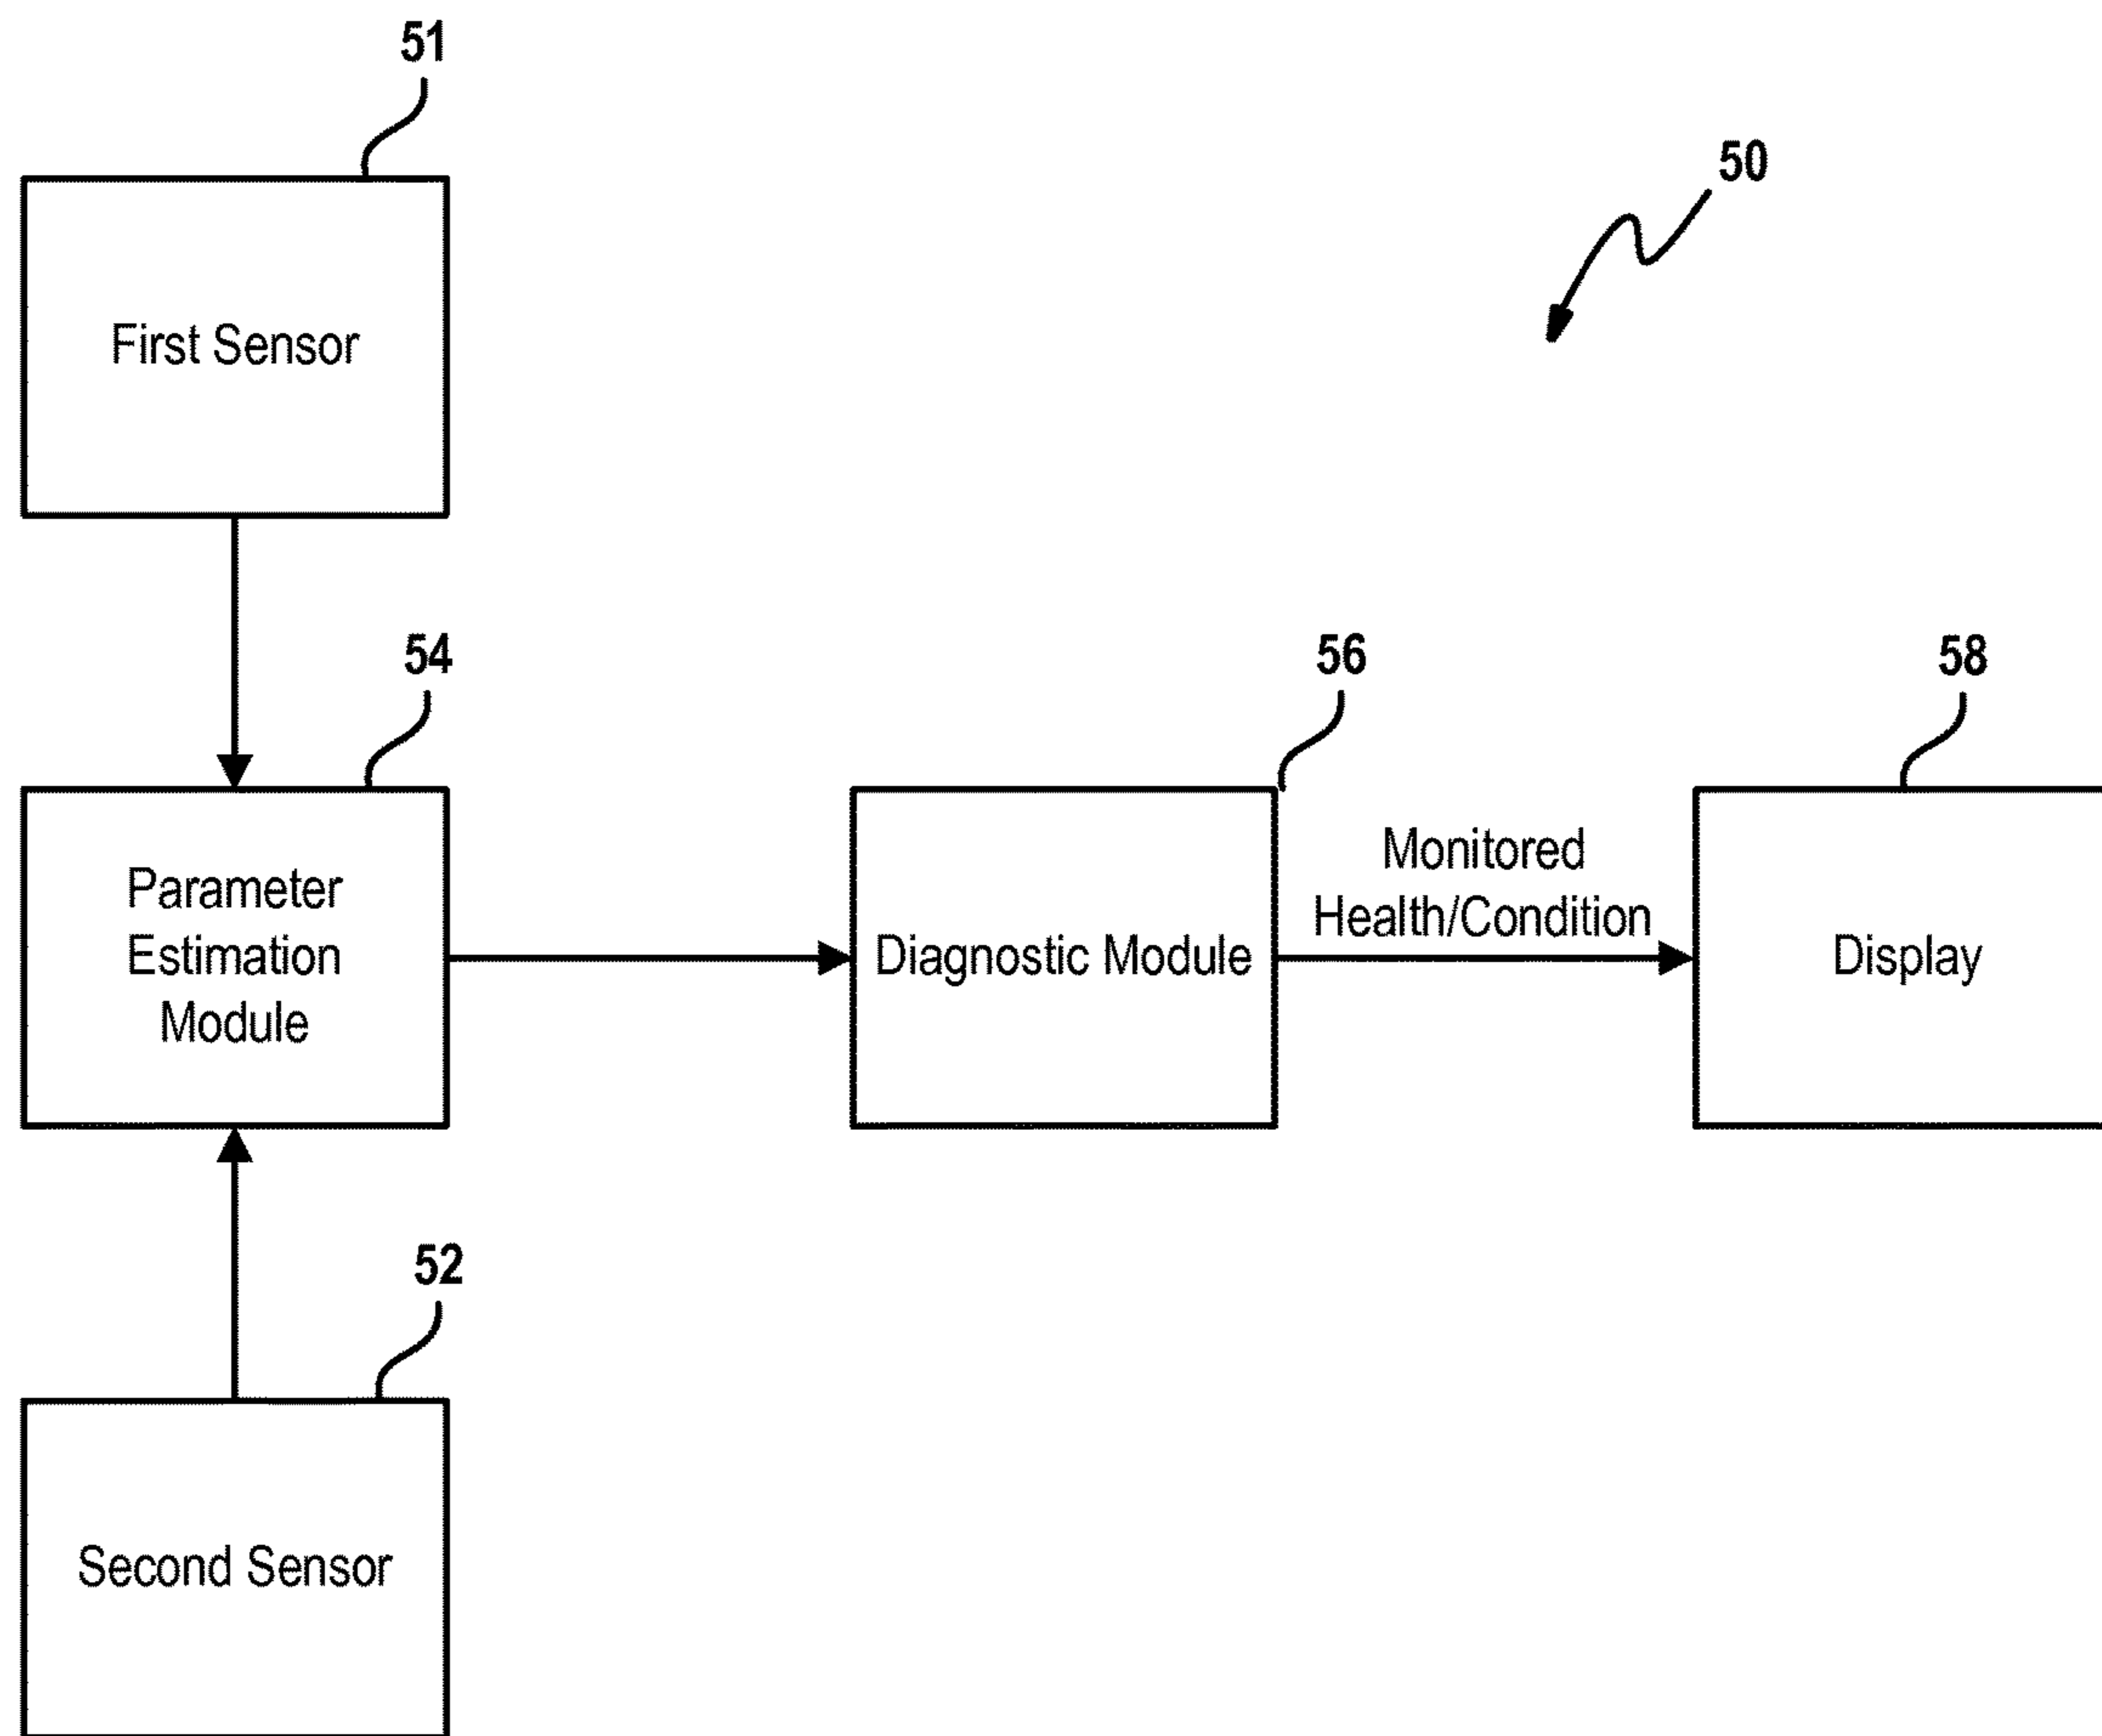 51
50
First Sensor
54
56
58
Parameter
Estimation
Module
Diagnostic Module
Monitored
Health/Condition
Display
52
Second Sensor